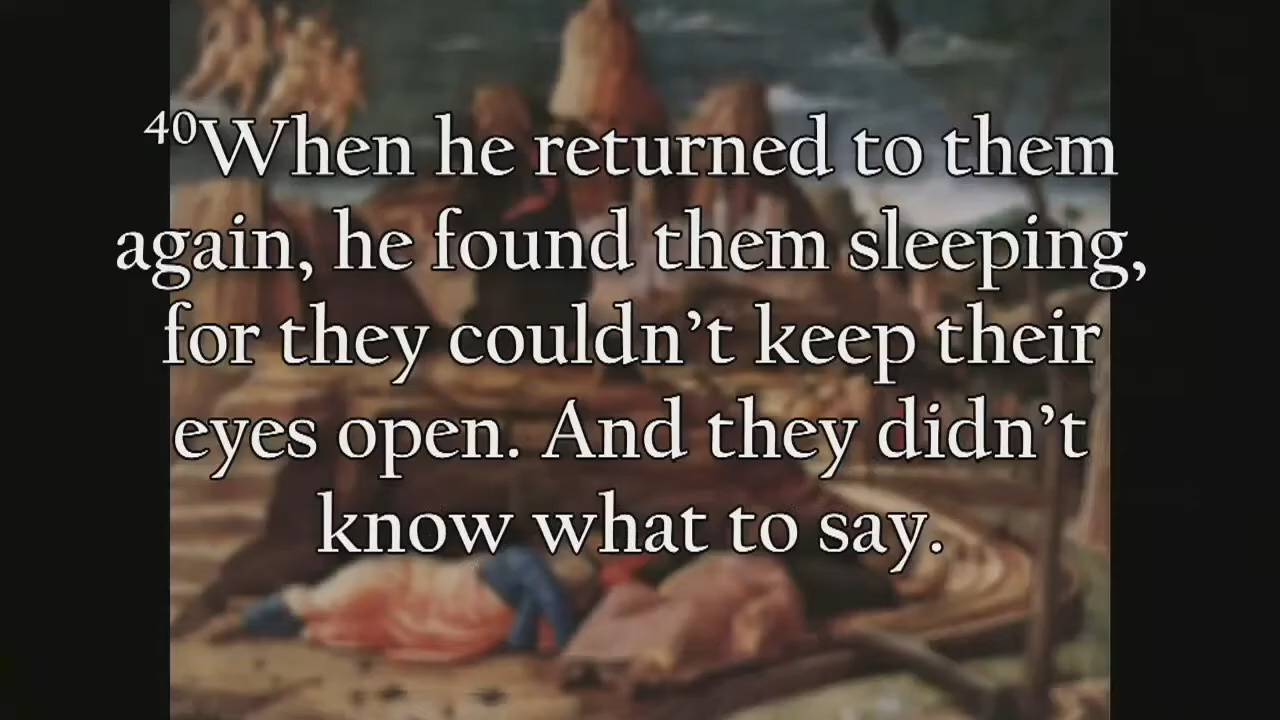 ⁴⁰When he returned to them
again, he found them sleeping,
for they couldn’t keep their
eyes open. And they didn’t
know what to say.